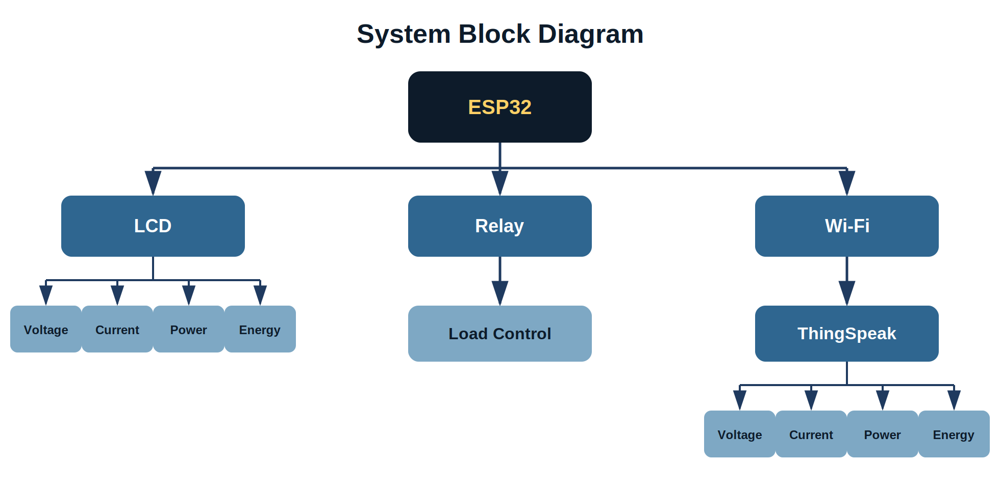 System Block Diagram
ESP32
LCD
Relay
Wi-Fi
Voltage
Current
Power
Energy
Load Control
ThingSpeak
Voltage
Current
Power
Energy